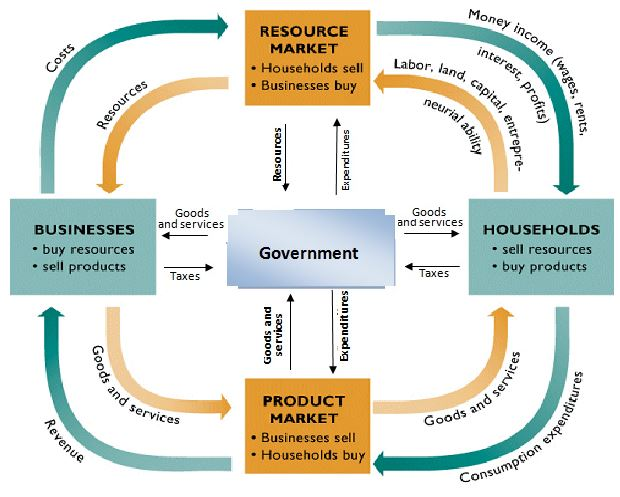 RESOURCE
MARKET
• Households sell
• Businesses buy
Costs
Resources
Money income (wages, rents,
interest, profits)
Labor, land, capital, entrepre-
neurial ability
Resources
Expenditures
BUSINESSES
• buy resources
• sell products
Goods
and services
Taxes
Government
Goods
and services
Taxes
HOUSEHOLDS
• sell resources
• buy products
Goods and
services
Expenditures
Goods and services
Revenue
PRODUCT
MARKET
• Businesses sell
• Households buy
Goods and services
Consumption expenditures